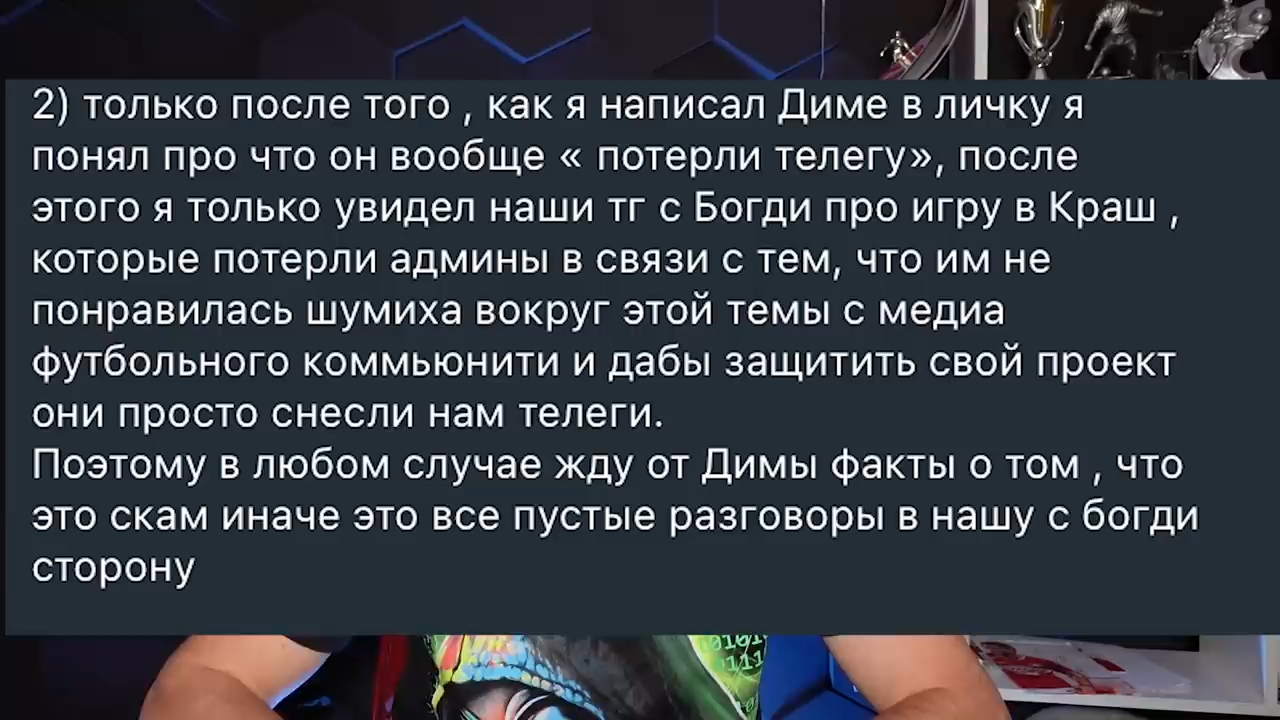 2) только после того , как я написал Диме в личку я
понял про что он вообще « потерли телегу», после
этого я только увидел наши тг с Богди про игру в Краш ,
которые потерли админы в связи с тем, что им не
понравилась шумиха вокруг этой темы с медиа
футбольного коммьюнити и дабы защитить свой проект
они просто снесли нам телеги.
Поэтому в любом случае жду от Димы факты о том , что
это скам иначе это все пустые разговоры в нашу с богди
сторону